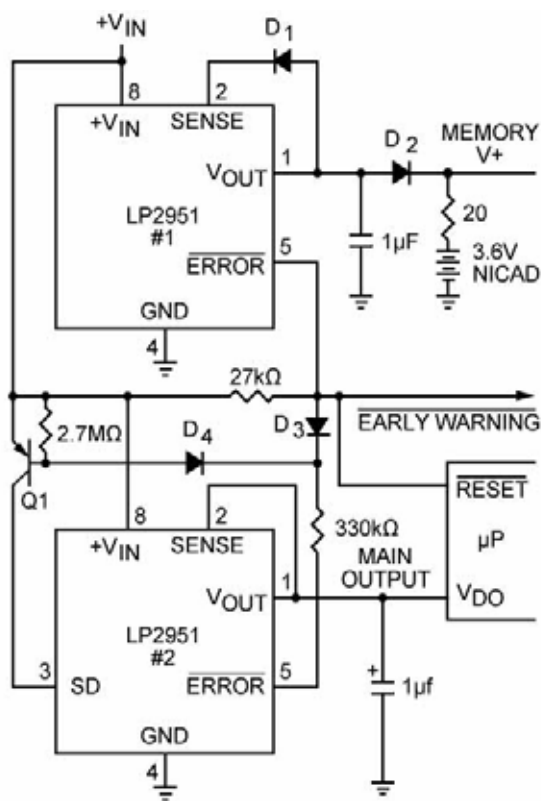 +VIN
D1
8
2
+VIN
SENSE
D2
MEMORY
V+
1
VOUT
LP2951
#1
20
1µF
3.6V
NICAD
5
ERROR
GND
4
27kΩ
D3
EARLY WARNING
2.7MΩ
D4
Q1
RESET
8
2
330kΩ
µP
+VIN
SENSE
MAIN
OUTPUT
1
VOUT
VDO
LP2951
#2
3
SD
5
ERROR
+
1µf
GND
4